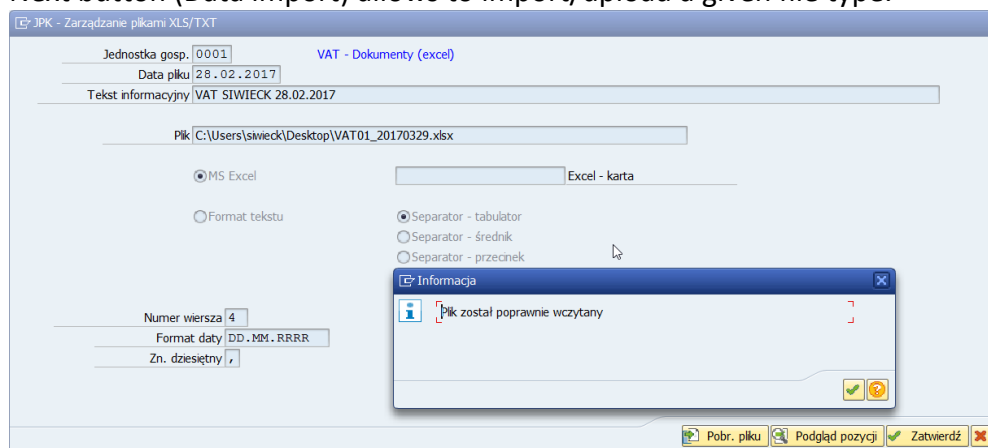 Next button (Data import) allows to import/upload a given file type.
JPK - Zarządzanie plikami XLS/TXT
Jednostka gosp. 0001 VAT - Dokumenty (excel)
Data pliku 28.02.2017
Tekst informacyjny VAT SIWIECK 28.02.2017
Plik C:\Users\siwieck\Desktop\VAT01_20170329.xlsx
MS Excel Excel - karta
Format tekstu Separator - tabulator
Separator - średnik
Separator - przecinek
Informacja
Plik został poprawnie wczytany
Numer wiersza 4
Format daty DD.MM.RRRR
Zn. dziesiętny ,
Pobr. pliku Podgląd pozycji Zatwierdź